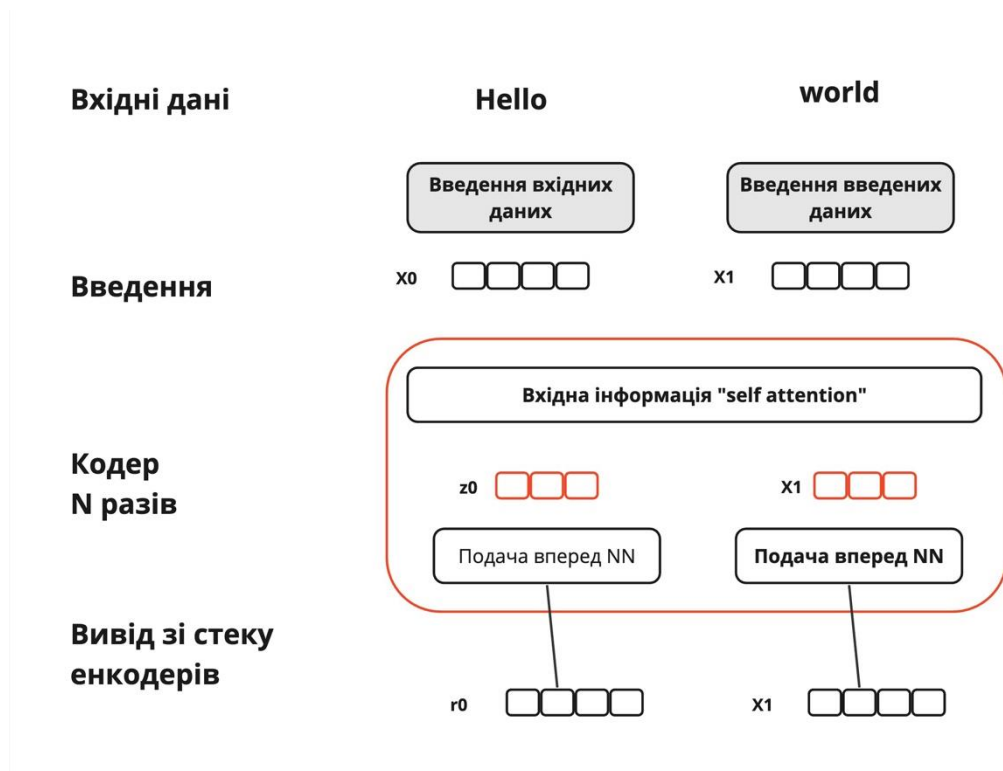 Вхідні дані
Hello
world
Введення вхідних
даних
Введення введених
даних
Введення
X0
X1
Вхідна інформація "self attention"
Кодер
N разів
z0
X1
Подача вперед NN
Подача вперед NN
Вивід зі стеку
енкодерів
r0
X1